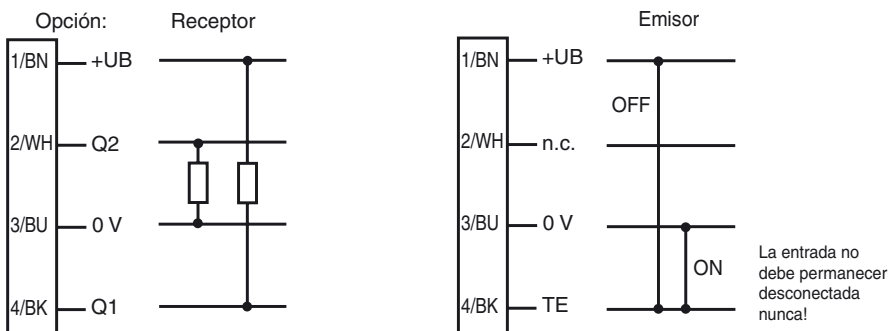 Opción: Receptor
1/BN +UB
2/WH Q2
3/BU 0 V
4/BK Q1
Emisor
1/BN +UB
OFF
2/WH n.c.
3/BU 0 V
ON
4/BK TE
La entrada no
debe permanecer
desconectada
nunca!